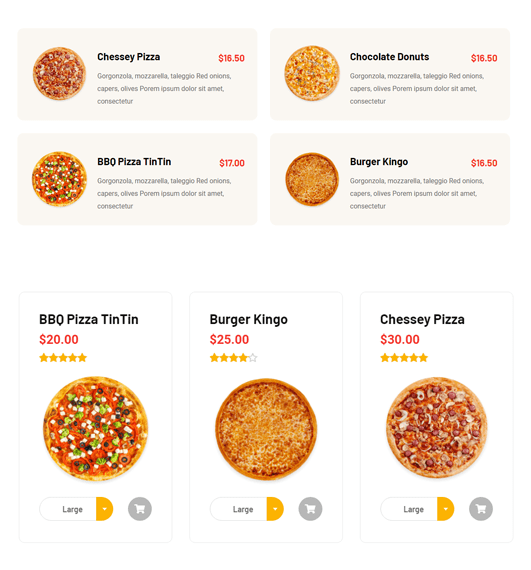 Chessey Pizza
$16.50
Gorgonzola, mozzarella, taleggio Red onions,
capers, olives Porem ipsum dolor sit amet,
consectetur
Chocolate Donuts
$16.50
Gorgonzola, mozzarella, taleggio Red onions,
capers, olives Porem ipsum dolor sit amet,
consectetur
BBQ Pizza TinTin
$17.00
Gorgonzola, mozzarella, taleggio Red onions,
capers, olives Porem ipsum dolor sit amet,
consectetur
Burger Kingo
$16.50
Gorgonzola, mozzarella, taleggio Red onions,
capers, olives Porem ipsum dolor sit amet,
consectetur
BBQ Pizza TinTin
$20.00
Large
Burger Kingo
$25.00
Large
Chessey Pizza
$30.00
Large